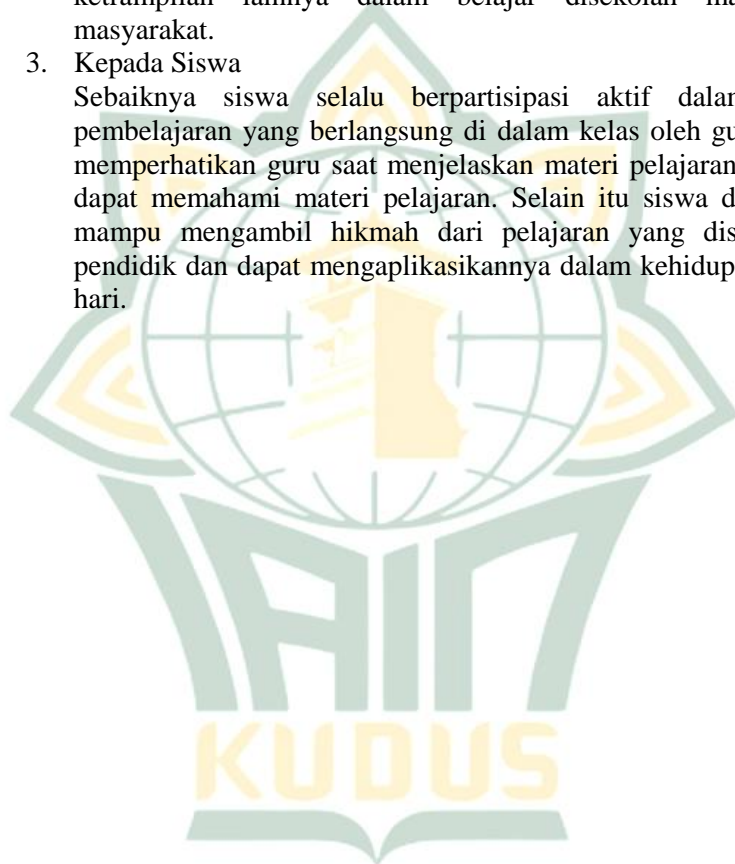 ketrampilan lainnya dalam belajar disekolah ma
masyarakat.
3. Kepada Siswa
Sebaiknya siswa selalu berpartisipasi aktif dalam
pembelajaran yang berlangsung di dalam kelas oleh gu
memperhatikan guru saat menjelaskan materi pelajaran
dapat memahami materi pelajaran. Selain itu siswa d
mampu mengambil hikmah dari pelajaran yang dis
pendidik dan dapat mengaplikasikannya dalam kehidup
hari.
IAIN
KUDUS